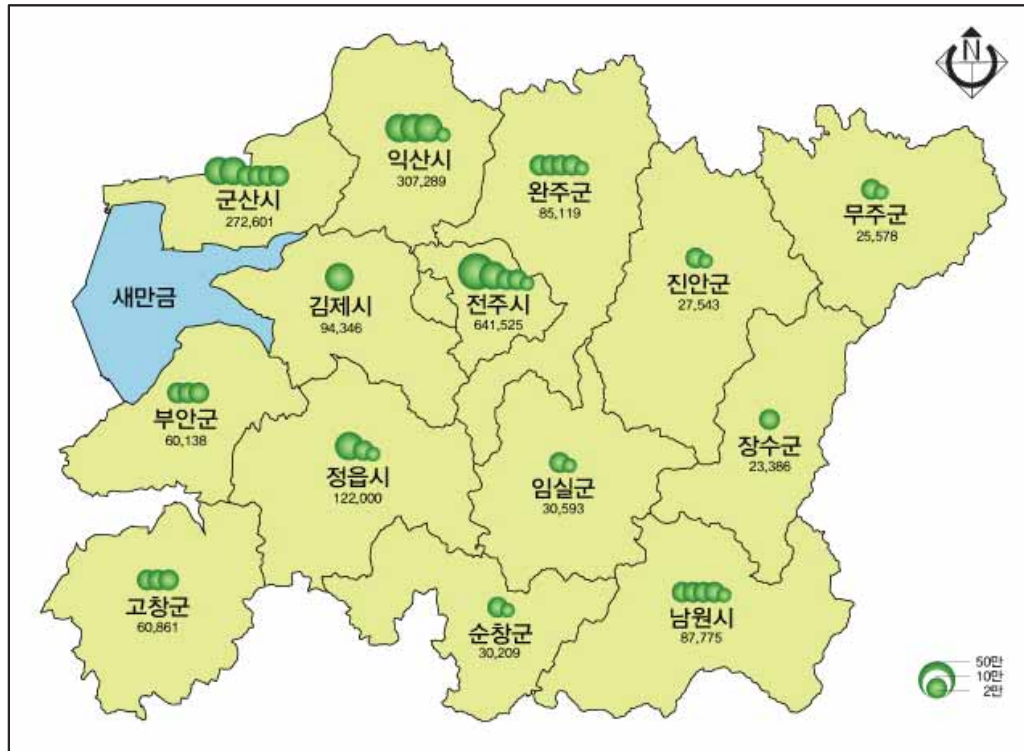 N
익산시
307,289
군산시
272,601
완주군
85,119
무주군
25,578
진안군
27,543
새만금
김제시
94,346
전주시
641,525
부안군
60,138
정읍시
122,000
임실군
30,593
장수군
23,386
고창군
60,861
순창군
30,209
남원시
87,775
50만
10만
2만